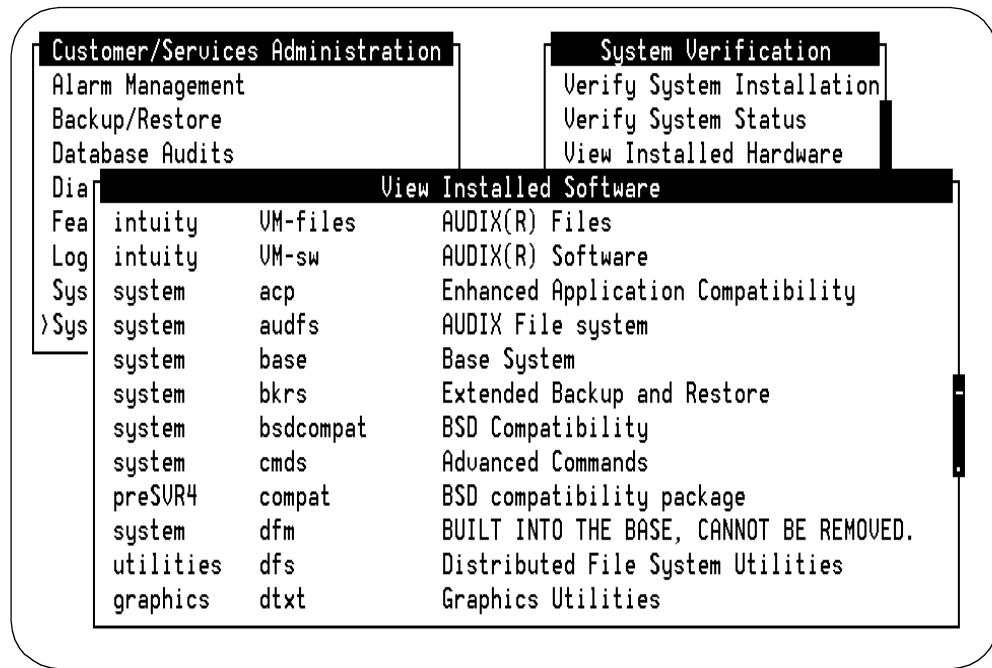 Customer/Services Administration
Alarm Management
Backup/Restore
Database Audits
Dia
Fea
Log
Sys
>Sys
System Verification
Verify System Installation
Verify System Status
View Installed Hardware
View Installed Software
intuity VM-files AUDIX(R) Files
intuity VM-sw AUDIX(R) Software
system acp Enhanced Application Compatibility
system audfs AUDIX File system
system base Base System
system bkrs Extended Backup and Restore
system bsdcompat BSD Compatibility
system cmds Advanced Commands
preSVR4 compat BSD compatibility package
system dfm BUILT INTO THE BASE, CANNOT BE REMOVED.
utilities dfs Distributed File System Utilities
graphics dtxt Graphics Utilities